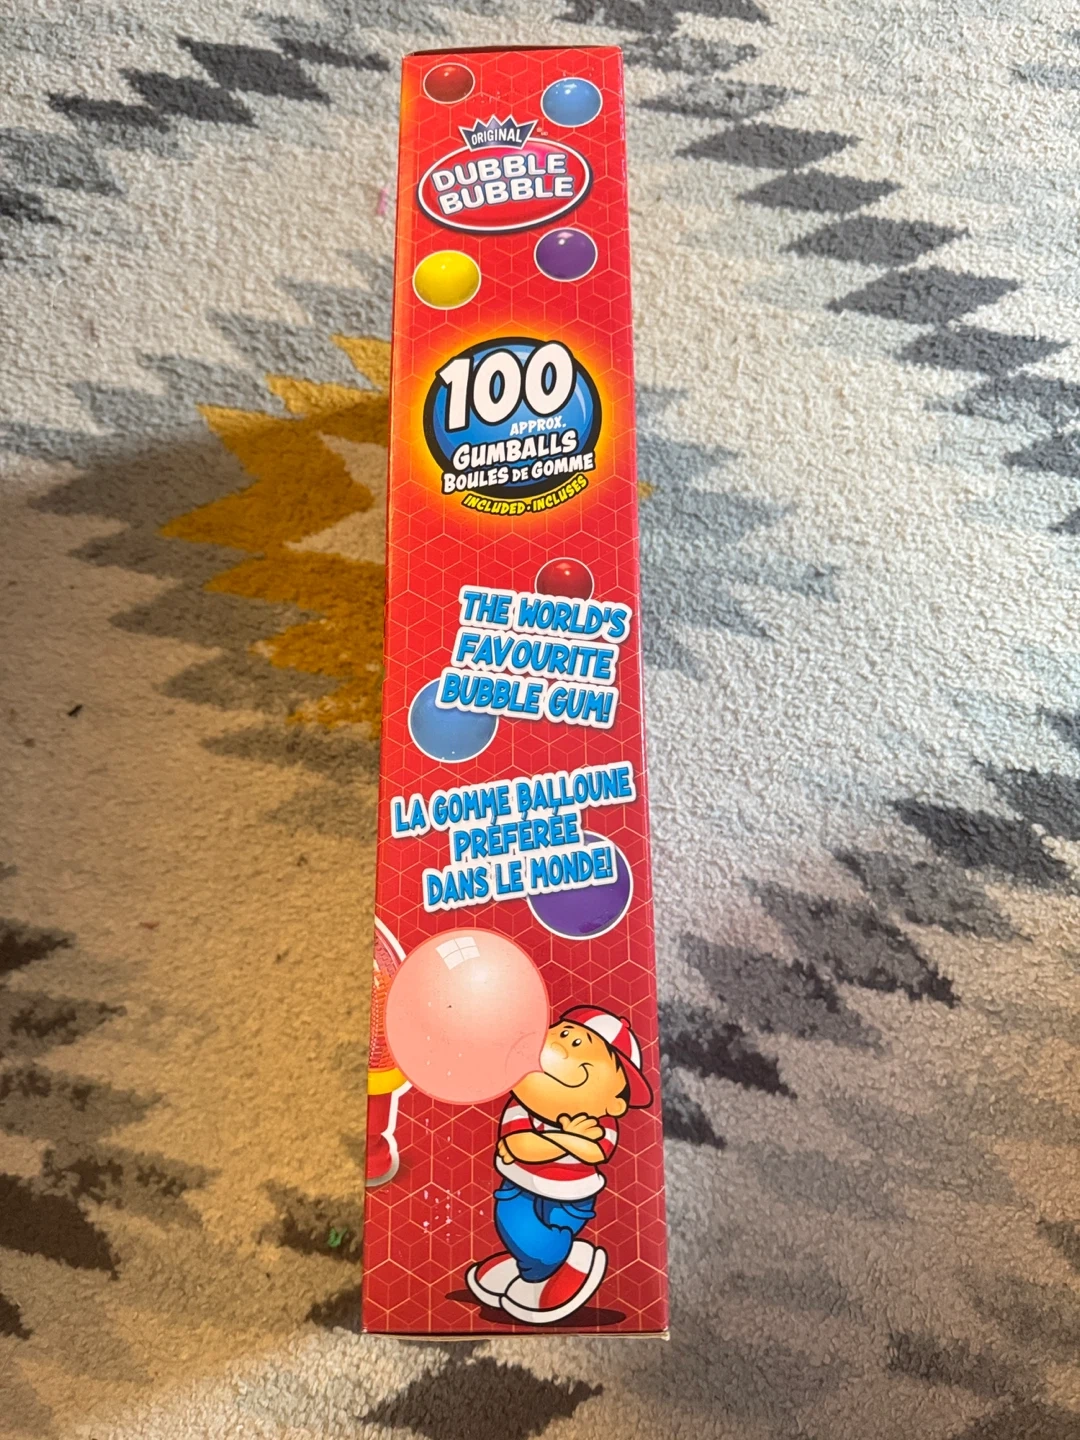 ORIGINAL
DUBBLE
BUBBLE
100
APPROX.
GUMBALLS
BOULES DE GOMME
INCLUDED • INCLUSES
THE WORLD'S
FAVOURITE
BUBBLE GUM!
LA GOMME BALLOUNE
PRÉFÉRÉE
DANS LE MONDE!